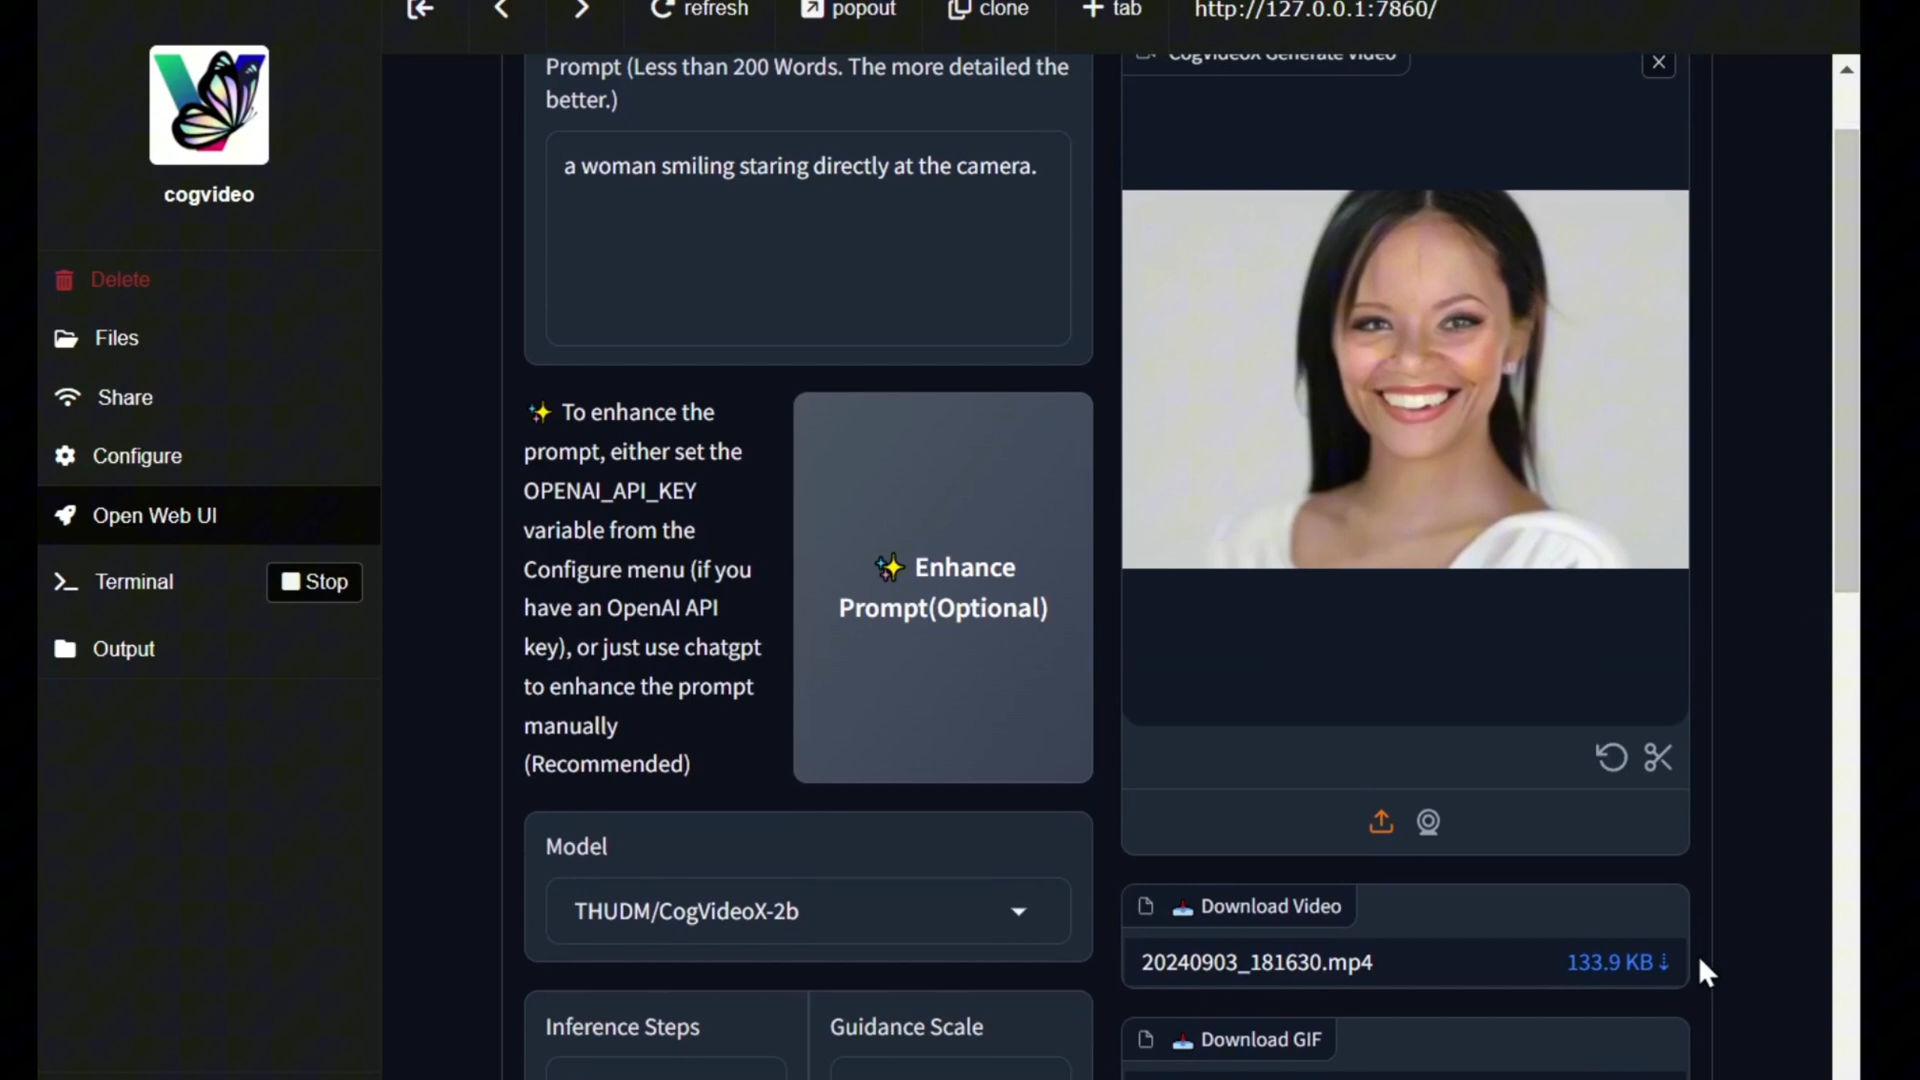 refresh
popout
clone
tab
http://127.0.0.1:7860/
cogvideo
Delete
Files
Share
Configure
Open Web UI
Terminal
Stop
Output
Prompt (Less than 200 Words. The more detailed the
better.)
a woman smiling staring directly at the camera.
✨ To enhance the
prompt, either set the
OPENAI_API_KEY
variable from the
Configure menu (if you
have an OpenAI API
key), or just use chatgpt
to enhance the prompt
manually
(Recommended)
✨ Enhance
Prompt(Optional)
Model
THUDM/CogVideoX-2b
Inference Steps
Guidance Scale
CogVideoX Generate Video
📥 Download Video
20240903_181630.mp4
133.9 KB⇣
📥 Download GIF